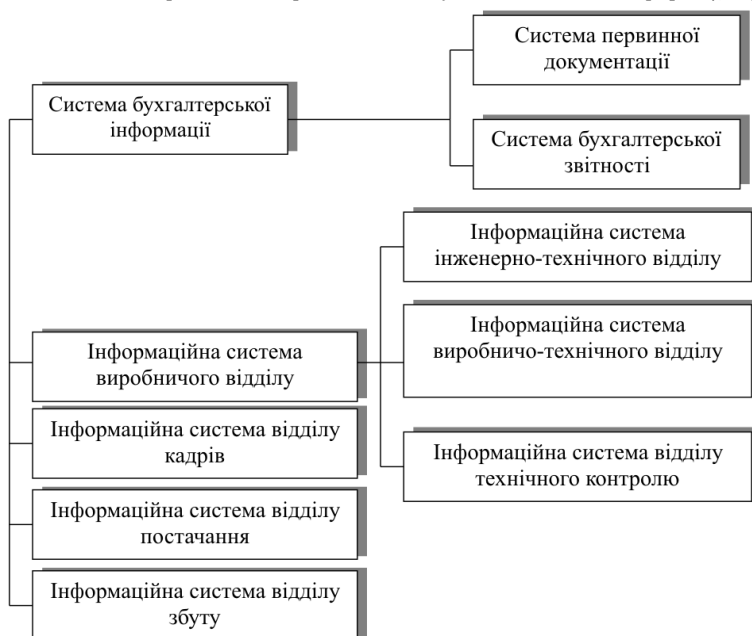 Система первинної
документації
Система бухгалтерської
інформації
Система бухгалтерської
звітності
Інформаційна система
інженерно-технічного відділу
Інформаційна система
виробничо-технічного відділу
Інформаційна система
виробничого відділу
Інформаційна система відділу
кадрів
Інформаційна система відділу
технічного контролю
Інформаційна система відділу
постачання
Інформаційна система відділу
збуту